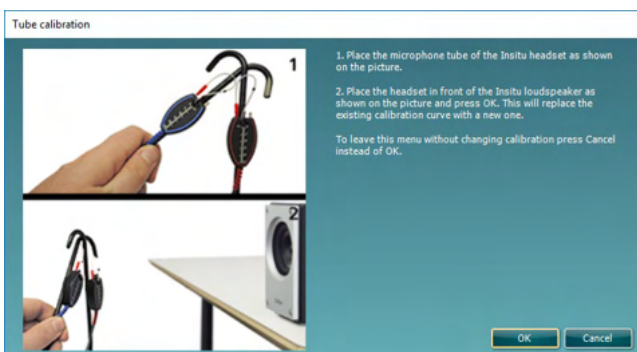 Tube calibration
1
1. Place the microphone tube of the Insitu headset as shown
on the picture.
2. Place the headset in front of the Insitu loudspeaker as
shown on the picture and press OK. This will replace the
existing calibration curve with a new one.
To leave this menu without changing calibration press Cancel
instead of OK.
2
OK
Cancel